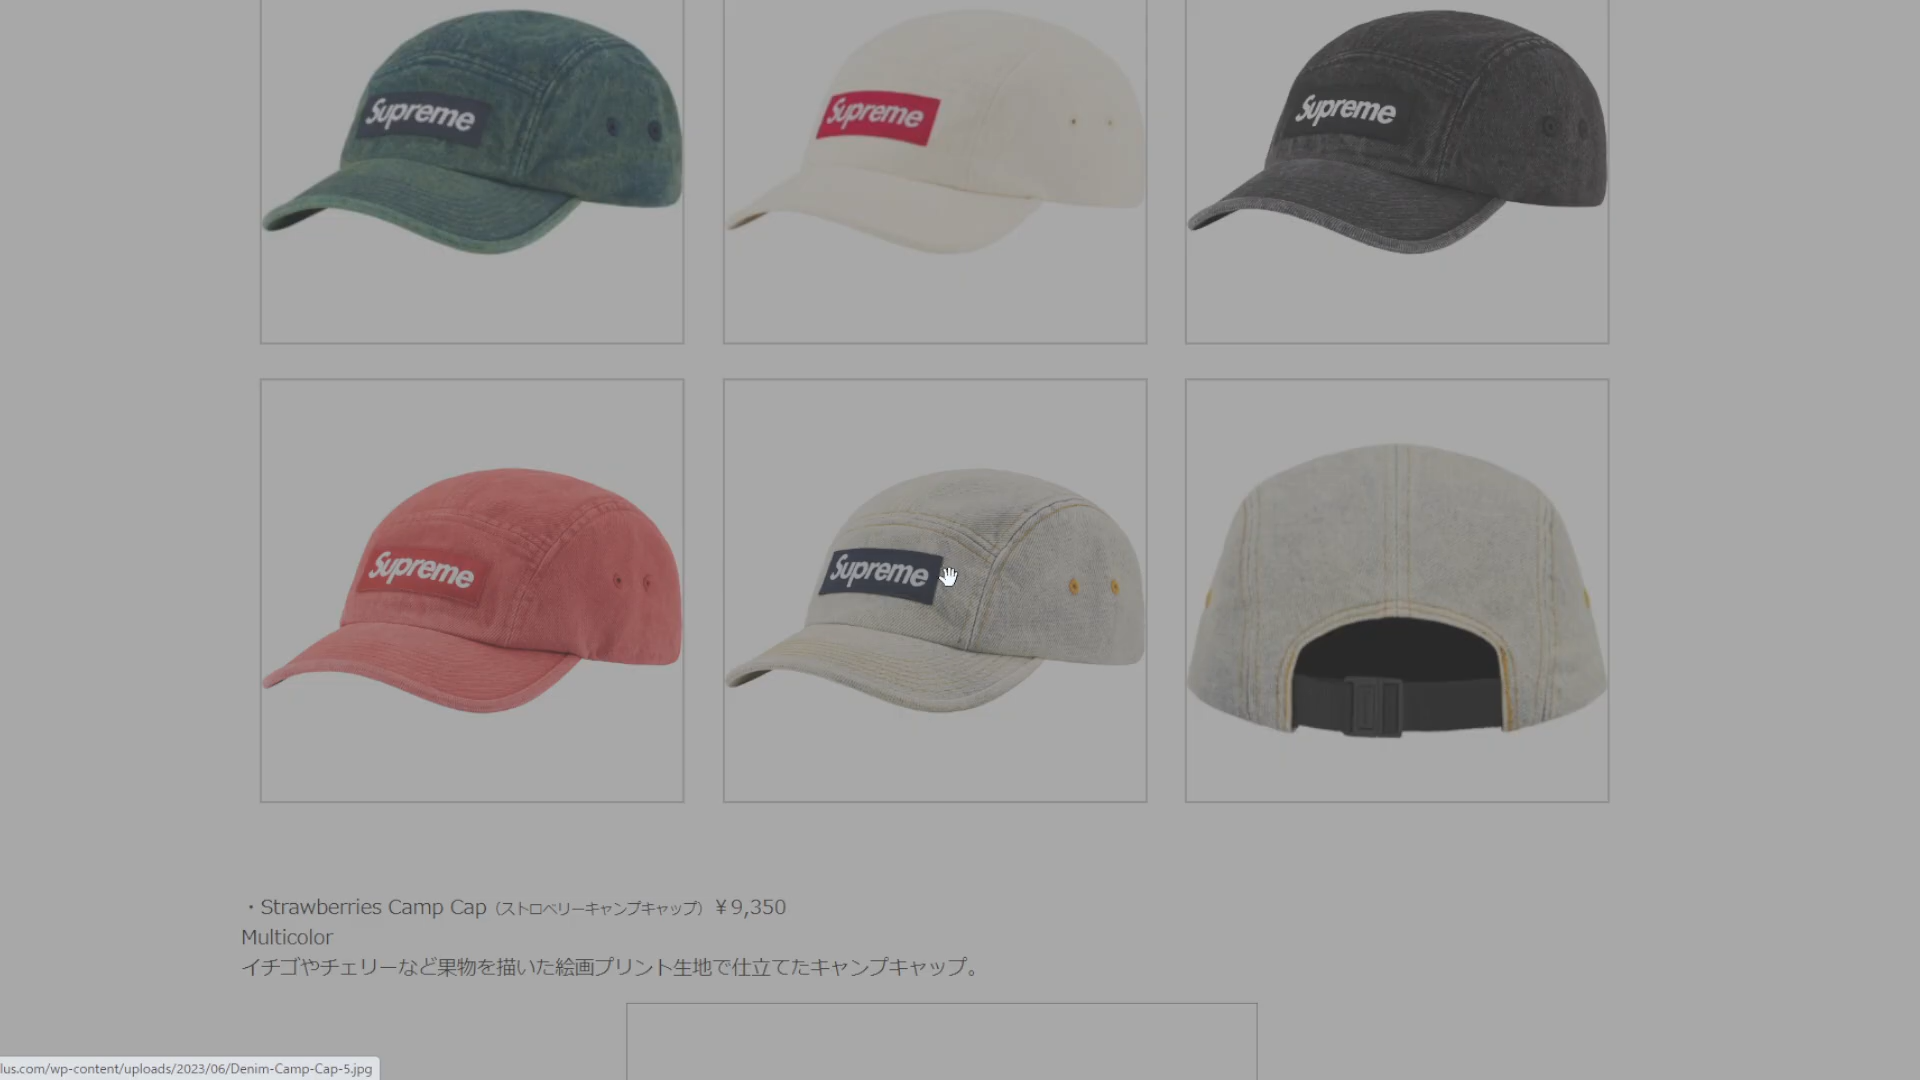 Supreme
Supreme
Supreme
Supreme
Supreme
・Strawberries Camp Cap（ストロベリーキャンプキャップ）￥9,350
Multicolor
イチゴやチェリーなど果物を描いた絵画プリント生地で仕立てたキャンプキャップ。
lus.com/wp-content/uploads/2023/06/Denim-Camp-Cap-5.jpg